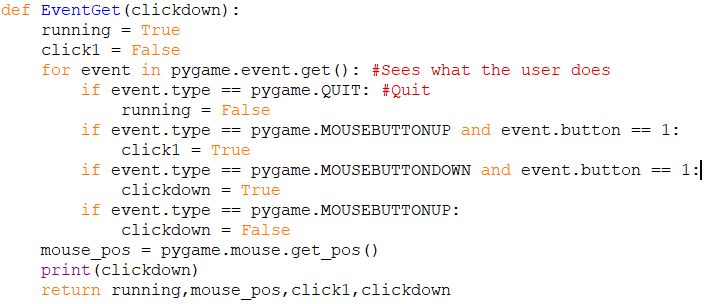 def EventGet(clickdown):
    running = True
    click1 = False
    for event in pygame.event.get(): #Sees what the user does
        if event.type == pygame.QUIT: #Quit
            running = False
        if event.type == pygame.MOUSEBUTTONUP and event.button == 1:
            click1 = True
        if event.type == pygame.MOUSEBUTTONDOWN and event.button == 1:
            clickdown = True
        if event.type == pygame.MOUSEBUTTONUP:
            clickdown = False
    mouse_pos = pygame.mouse.get_pos()
    print(clickdown)
    return running,mouse_pos,click1,clickdown